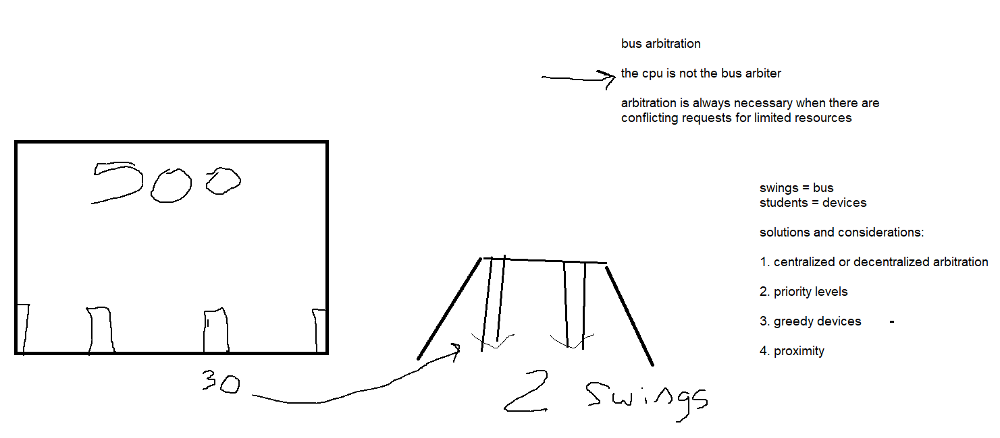 bus arbitration
the cpu is not the bus arbiter
arbitration is always necessary when there are
conflicting requests for limited resources
500
swings = bus
students = devices
solutions and considerations:
1. centralized or decentralized arbitration
2. priority levels
3. greedy devices -
4. proximity
30
2 swings